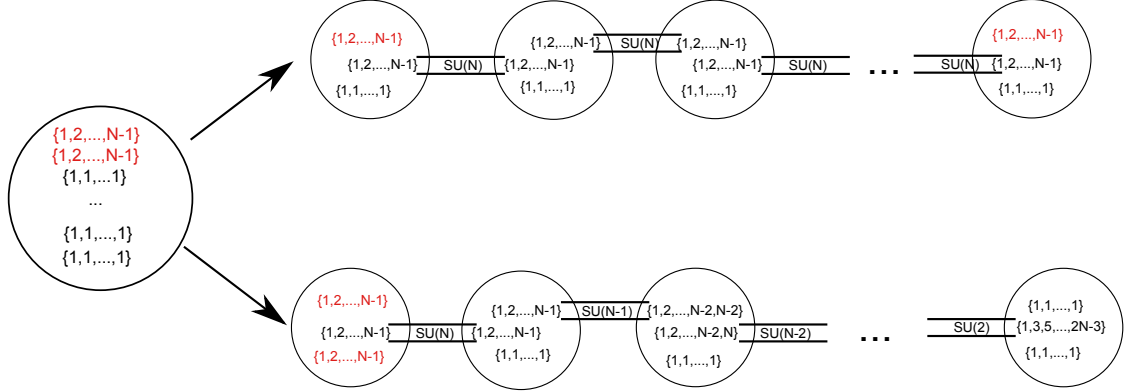 {1,2,...,N-1}
{1,2,...,N-1}
{1,1,...1}
...
{1,1,...,1}
{1,1,...,1}
{1,2,...,N-1}
{1,2,...,N-1}
SU(N)
{1,2,...,N-1}
{1,2,...,N-1}
{1,1,...,1}
{1,1,...,1}
SU(N)
{1,2,...,N-1}
{1,2,...,N-1}
{1,1,...,1}
SU(N)
...
SU(N)
{1,2,...,N-1}
{1,2,...,N-1}
{1,1,...,1}
{1,2,...,N-1}
{1,2,...,N-1}
{1,2,...,N-1}
SU(N)
{1,2,...,N-1}
{1,2,...,N-1}
{1,1,...,1}
SU(N-1)
{1,2,...,N-2,N-2}
{1,2,...,N-2,N}
{1,1,...,1}
SU(N-2)
...
SU(2)
{1,1,...,1}
{1,3,5,...,2N-3}
{1,1,...,1}